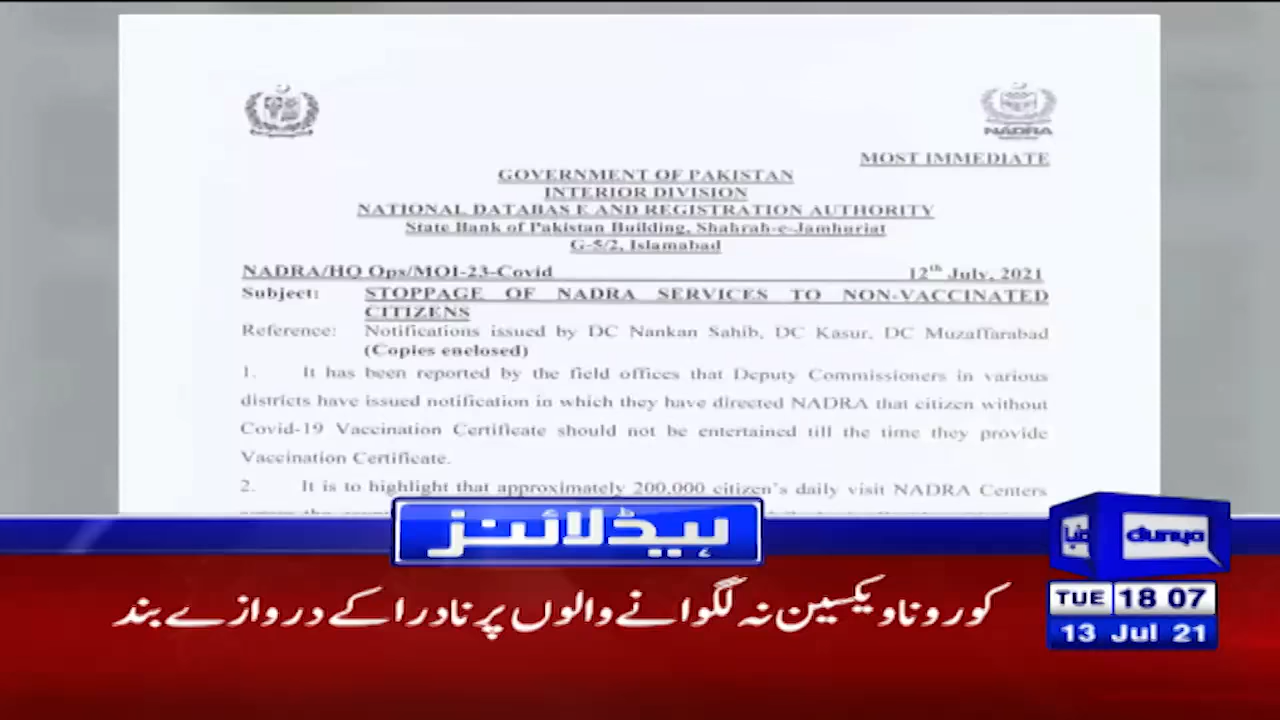 NADRA
MOST IMMEDIATE
GOVERNMENT OF PAKISTAN
INTERIOR DIVISION
NATIONAL DATABAS E AND REGISTRATION AUTHORITY
State Bank of Pakistan Building, Shahrah-e-Jamhuriat
G-5/2, Islamabad
NADRA/HQ Ops/MOI-23-Covid 12th July, 2021
Subject: STOPPAGE OF NADRA SERVICES TO NON-VACCINATED
CITIZENS
Reference: Notifications issued by DC Nankan Sahib, DC Kasur, DC Muzaffarabad
(Copies enclosed)
1. It has been reported by the field offices that Deputy Commissioners in various
districts have issued notification in which they have directed NADRA that citizen without
Covid-19 Vaccination Certificate should not be entertained till the time they provide
Vaccination Certificate.
2. It is to highlight that approximately 200,000 citizen's daily visit NADRA Centers
ہیڈلائنز
دنیا dunya
کورونا ویکسین نہ لگوانے والوں پر نادرا کے دروازے بند
TUE 18 07
13 Jul 21